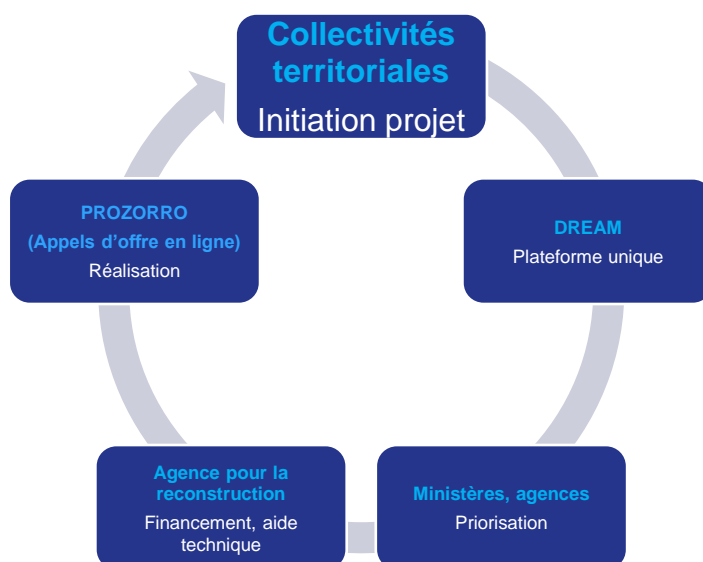 Collectivités
territoriales
Initiation projet
DREAM
Plateforme unique
Ministères, agences
Priorisation
Agence pour la
reconstruction
Financement, aide
technique
PROZORRO
(Appels d’offre en ligne)
Réalisation